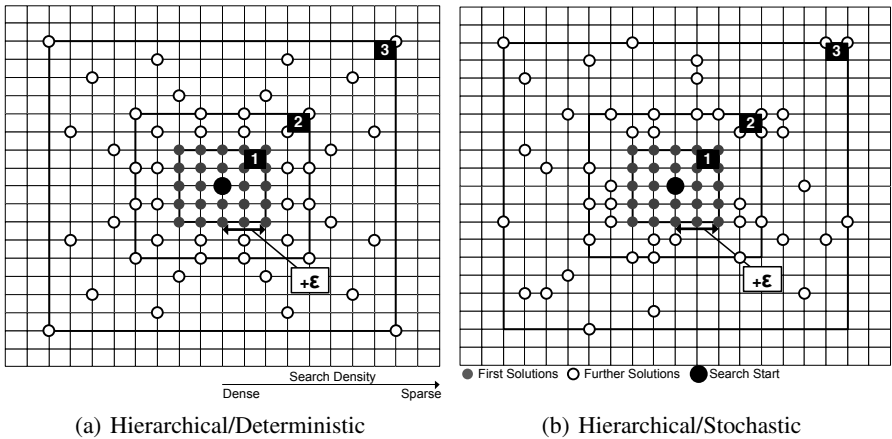 3
2
1
+ε
Search Density
Dense
Sparse
(a) Hierarchical/Deterministic
3
2
1
+ε
First Solutions
Further Solutions
Search Start
(b) Hierarchical/Stochastic